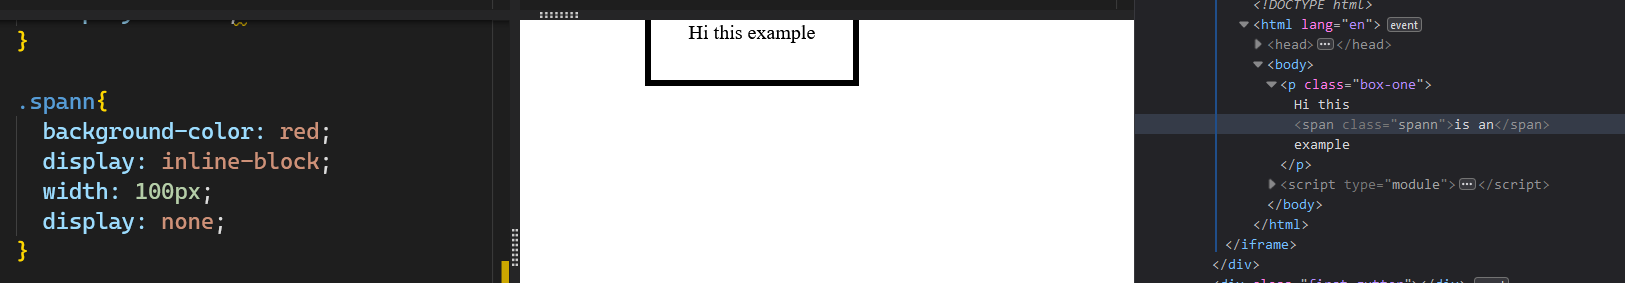 }
.spann{
background-color: red;
display: inline-block;
width: 100px;
display: none;
}
Hi this example
<!DOCTYPE html>
<html lang="en"> event
<head> ••• </head>
<body>
<p class="box-one">
Hi this
<span class="spann">is an</span>
example
</p>
<script type="module"> ••• </script>
</body>
</html>
</iframe>
</div>